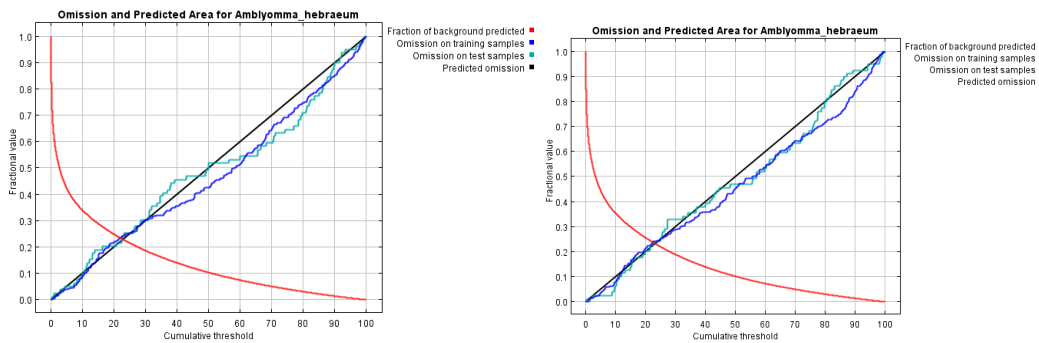 Omission and Predicted Area for Amblyomma_hebraeum
Fraction of background predicted
Omission on training samples
Omission on test samples
Predicted omission
1.0
0.9
0.8
0.7
0.6
0.5
0.4
0.3
0.2
0.1
0.0
Fractional value
0 10 20 30 40 50 60 70 80 90 100
Cumulative threshold
Omission and Predicted Area for Amblyomma_hebraeum
Fraction of background predicted
Omission on training samples
Omission on test samples
Predicted omission
1.0
0.9
0.8
0.7
0.6
0.5
0.4
0.3
0.2
0.1
0.0
Fractional value
0 10 20 30 40 50 60 70 80 90 100
Cumulative threshold